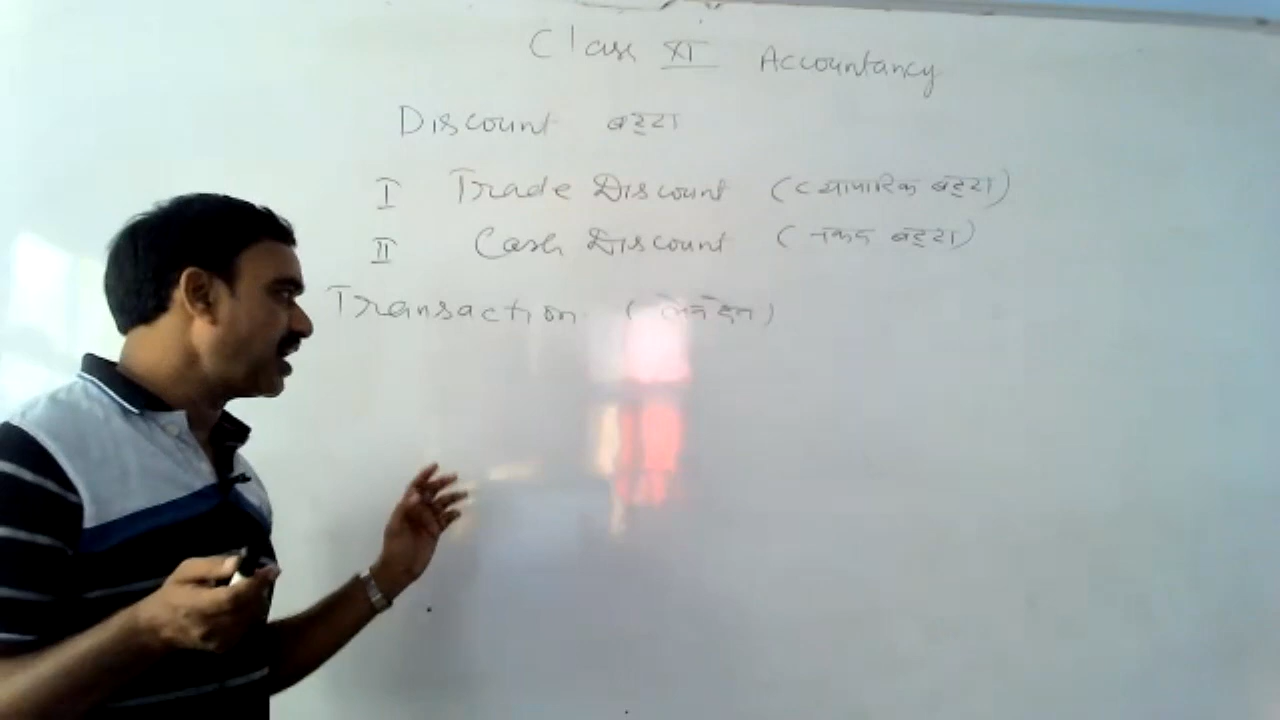 Class XI Accountancy
Discount बट्टा
I Trade Discount (व्यापारिक बट्टा)
II Cash Discount (नकद बट्टा)
Transaction (लेनदेन)